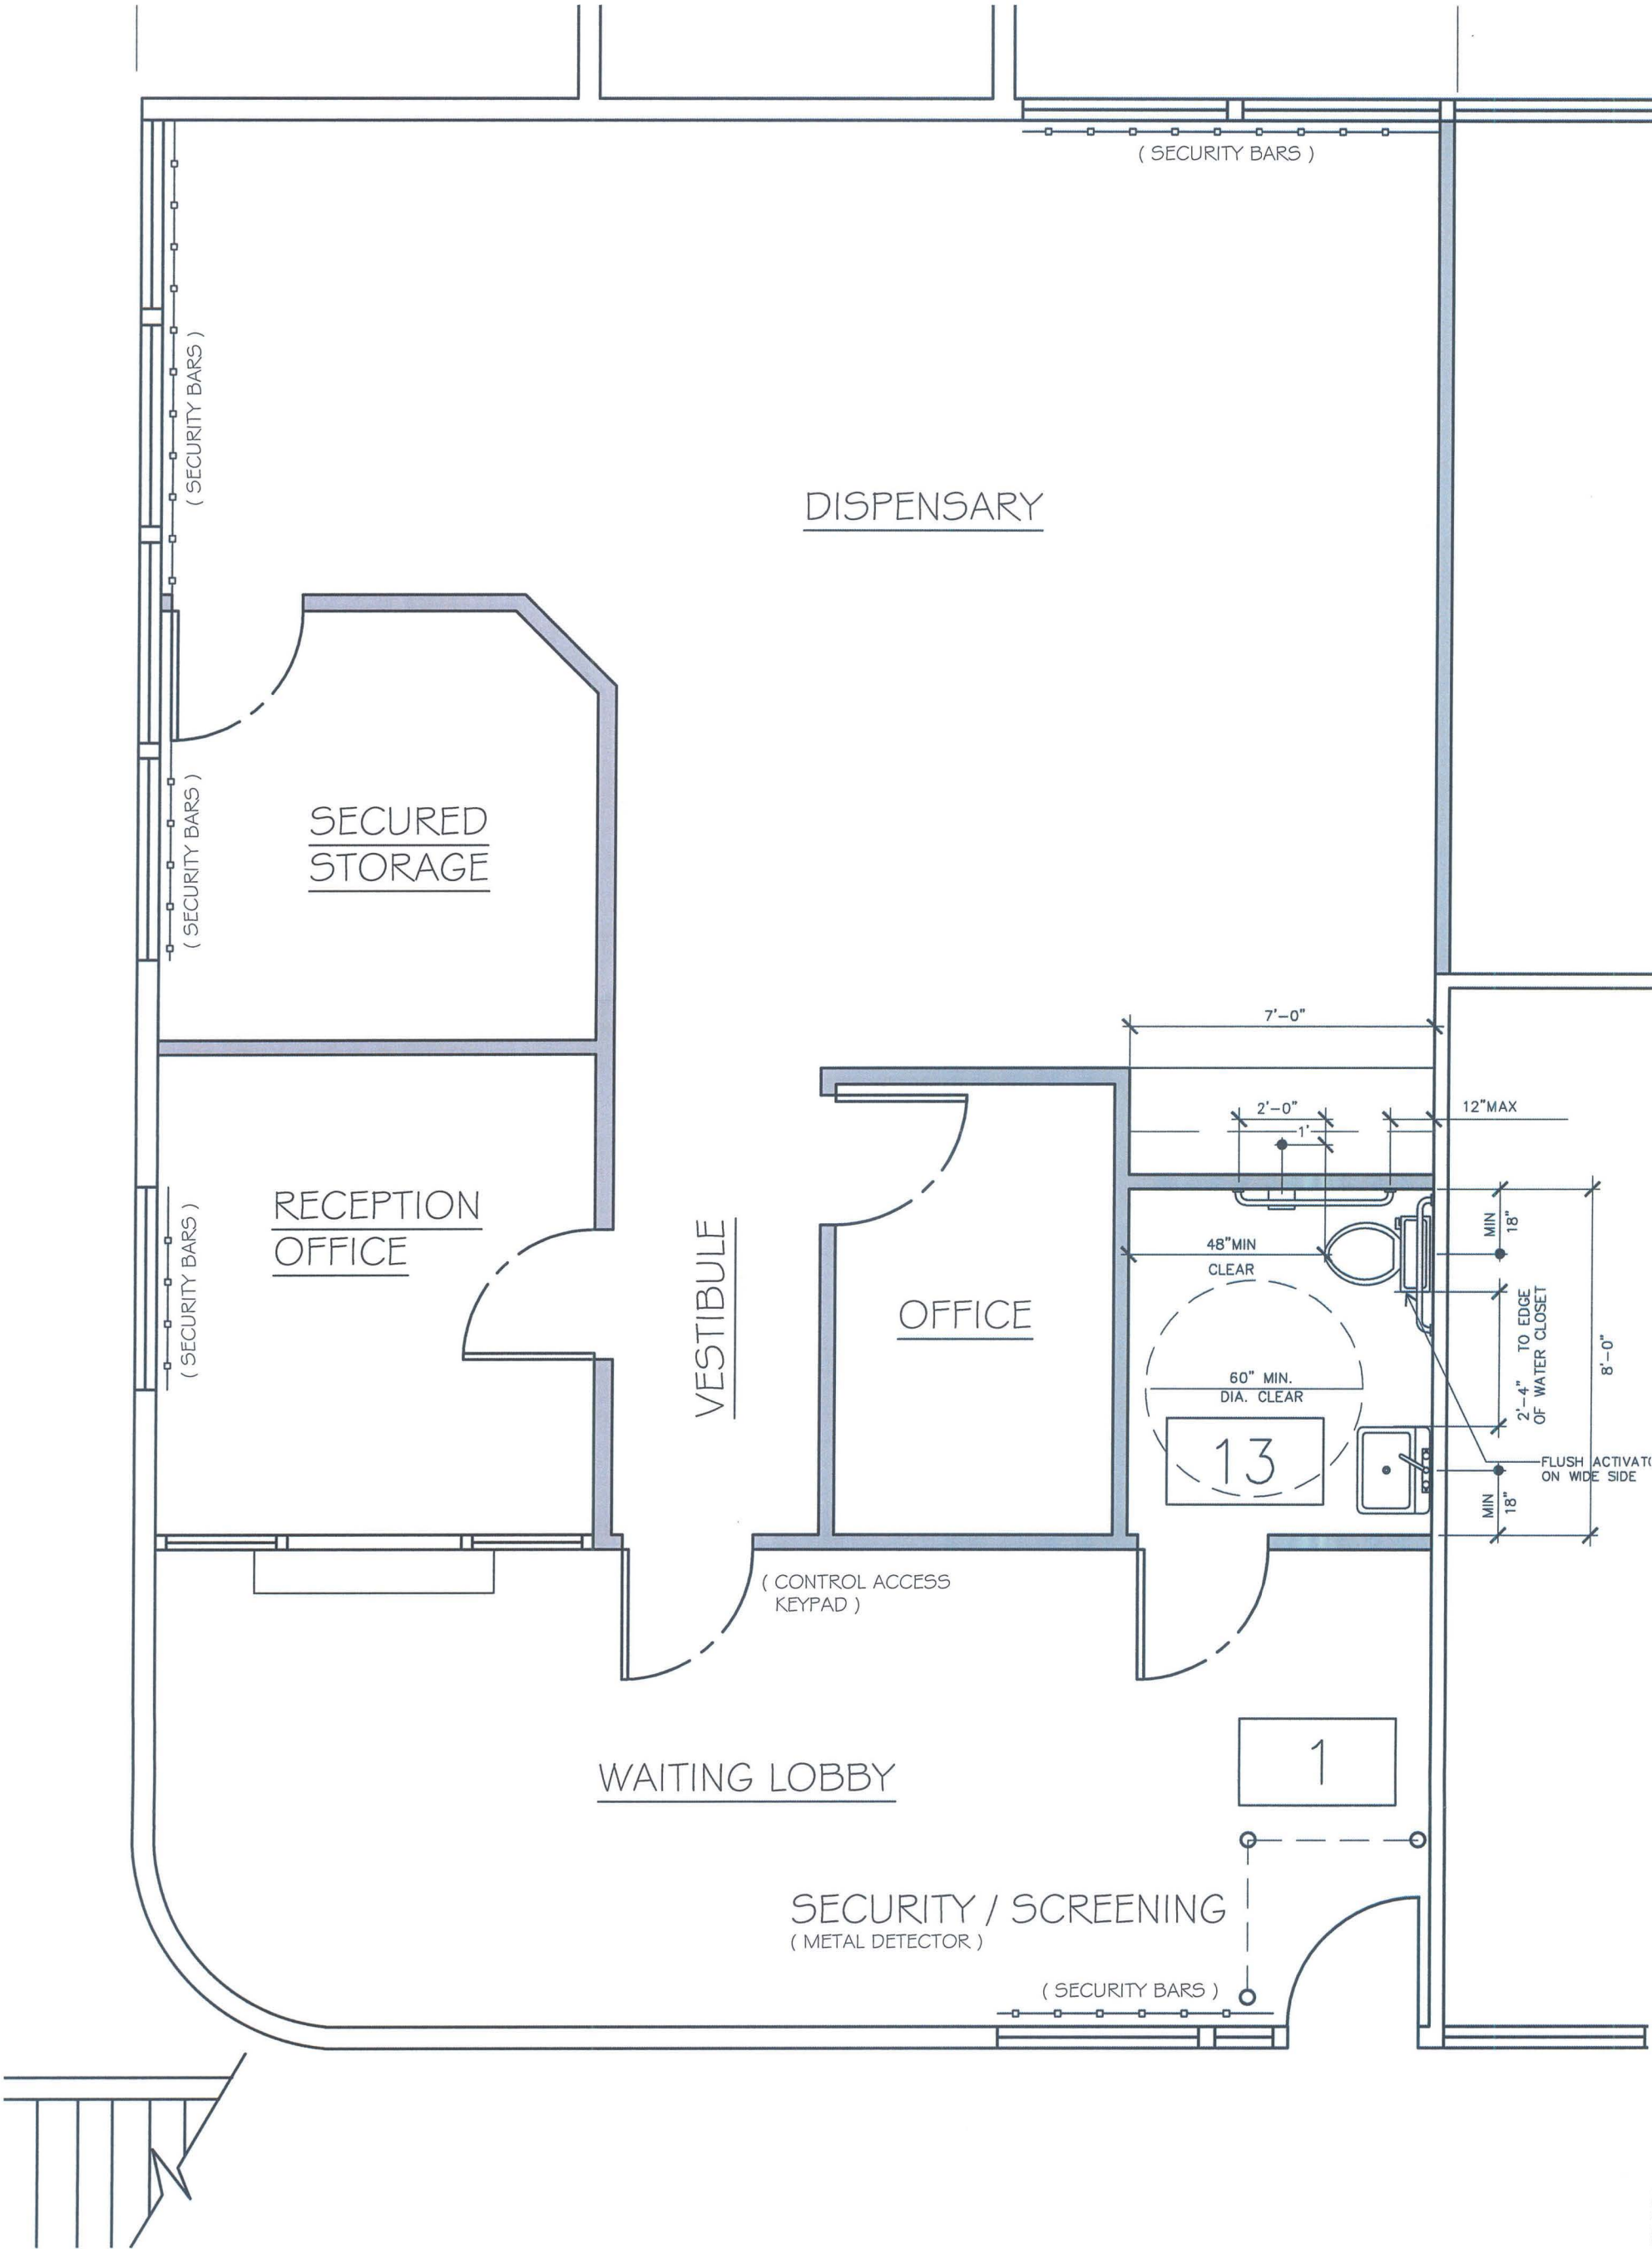 ( SECURITY BARS )
( SECURITY BARS )
DISPENSARY
SECURED
STORAGE
( SECURITY BARS )
7'-0"
2'-0"
12"MAX
1'
RECEPTION
OFFICE
( SECURITY BARS )
VESTIBULE
OFFICE
48"MIN
CLEAR
MIN
18"
60" MIN.
DIA. CLEAR
2'-4" TO EDGE
OF WATER CLOSET
8'-0"
13
FLUSH ACTIVATO
ON WIDE SIDE
MIN
18"
( CONTROL ACCESS
KEYPAD )
1
WAITING LOBBY
SECURITY / SCREENING
( METAL DETECTOR )
( SECURITY BARS )